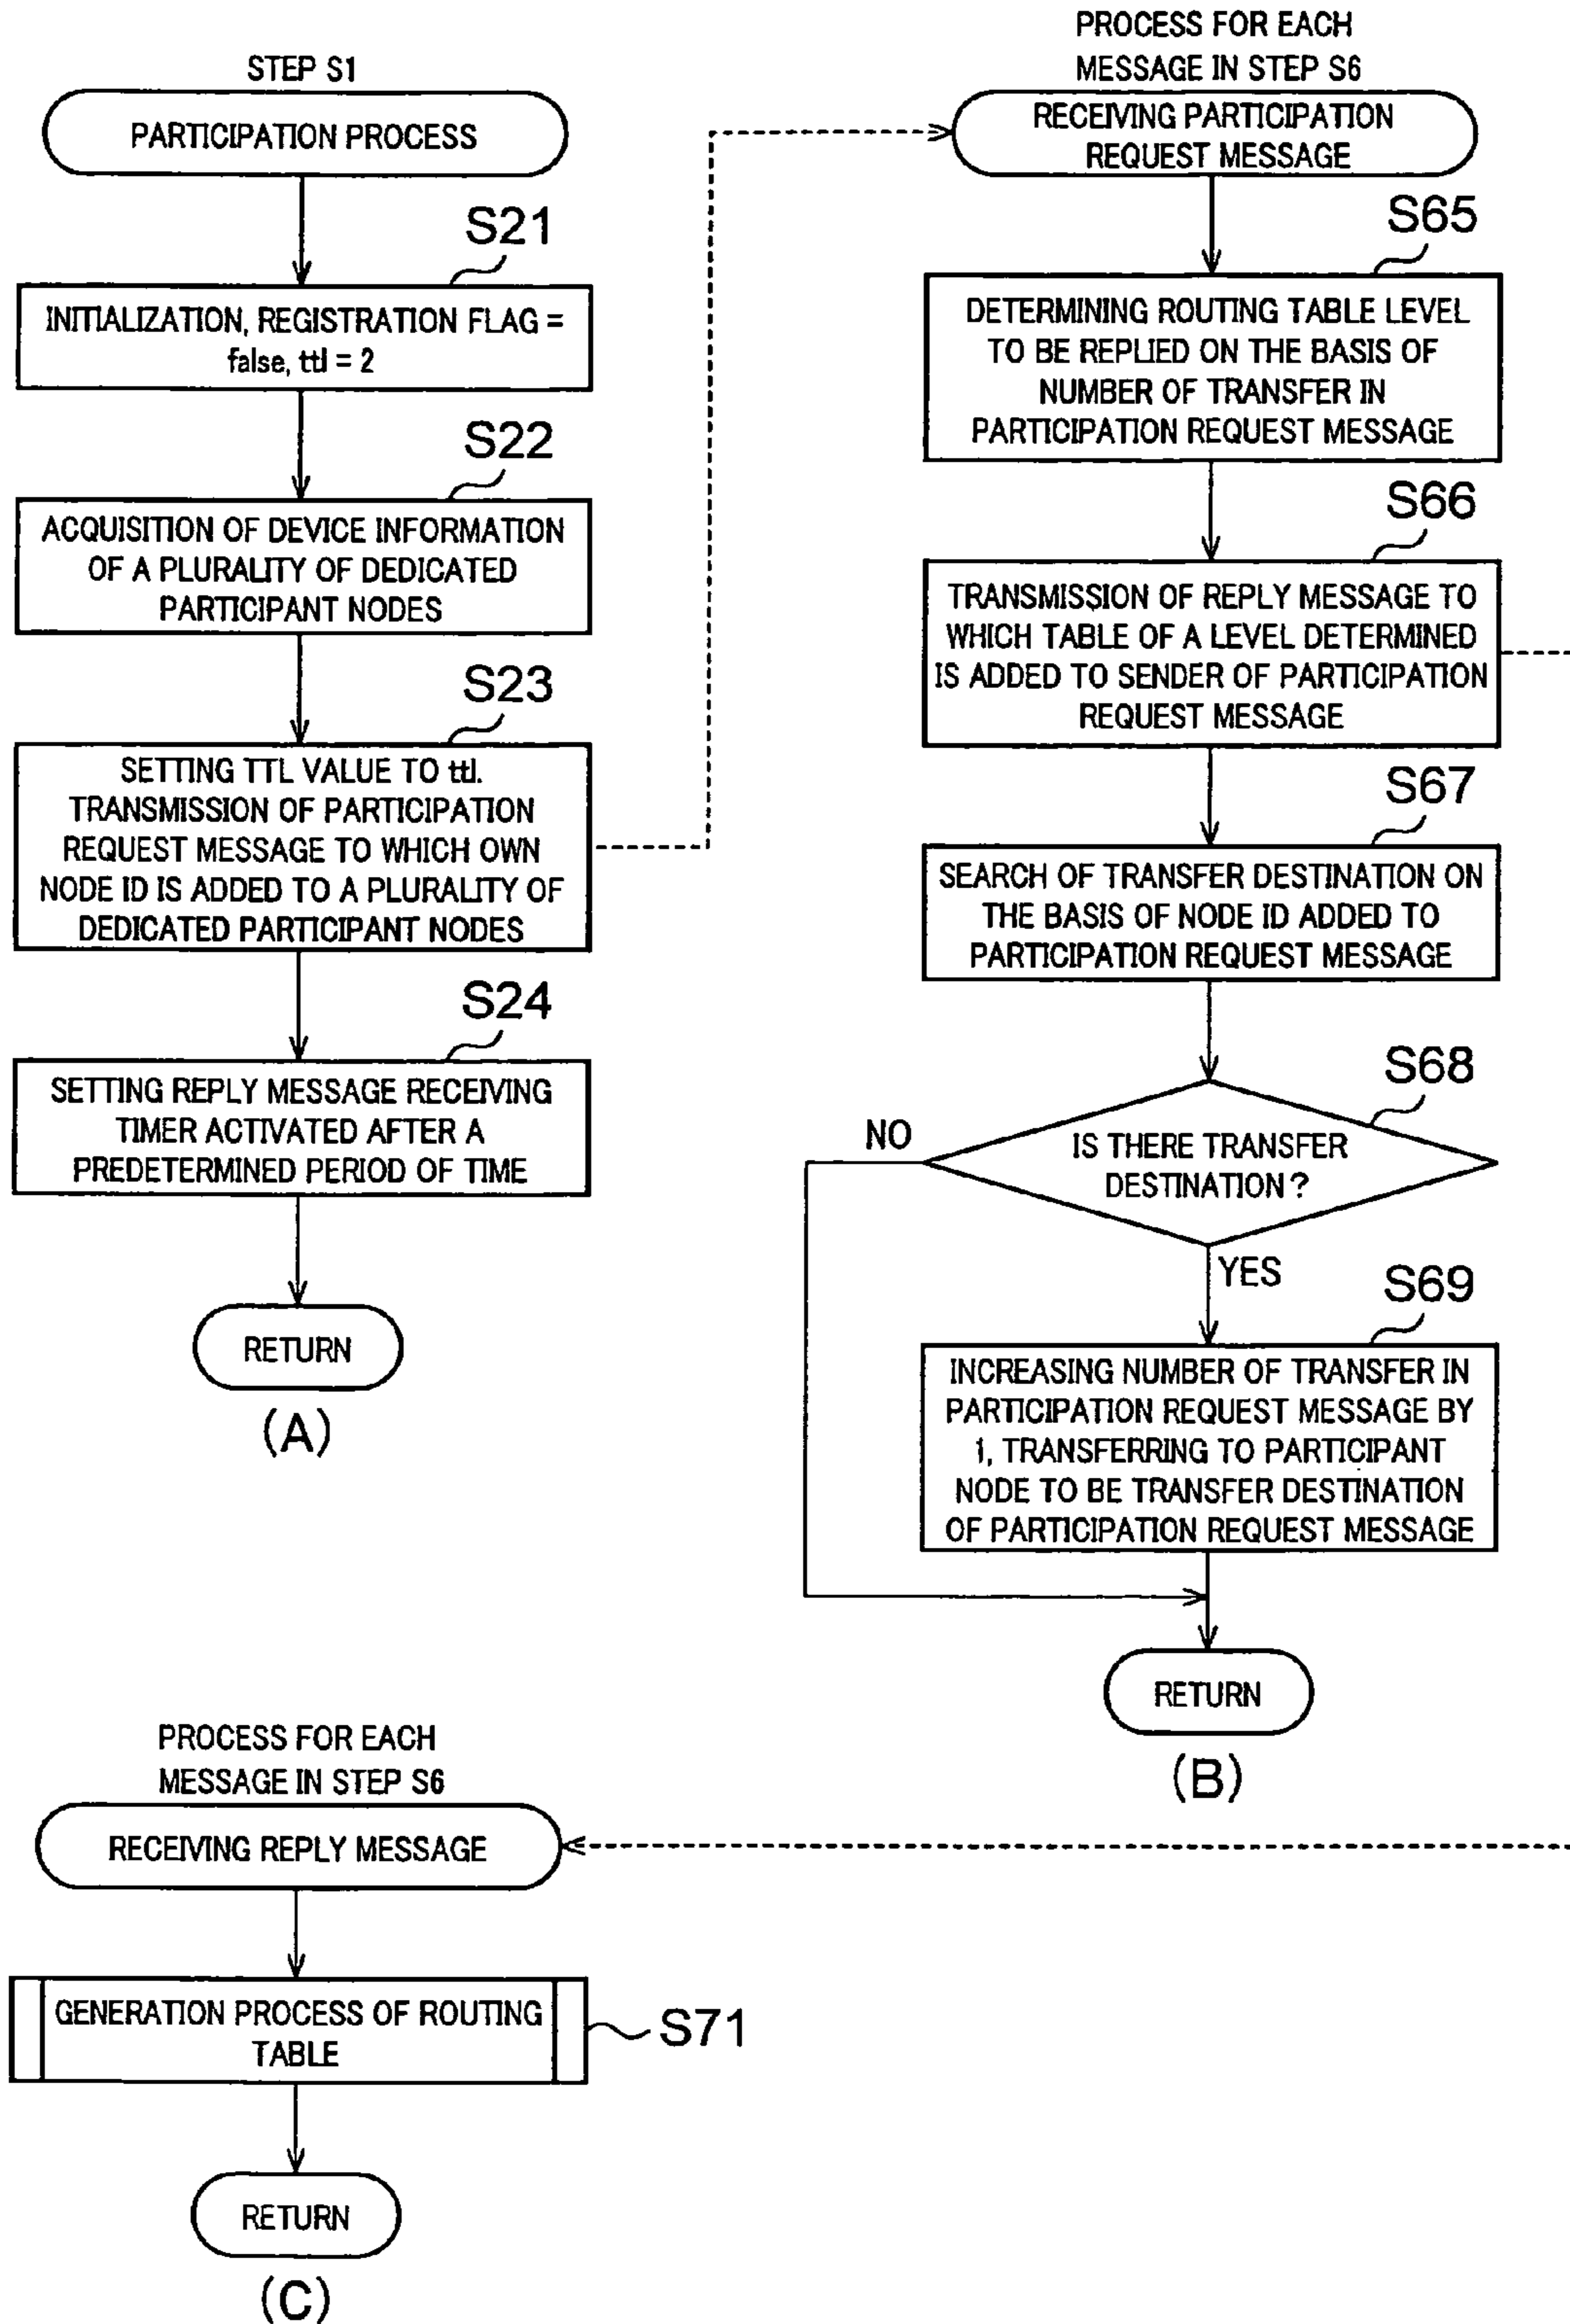 STEP S1
PARTICIPATION PROCESS
S21
INITIALIZATION, REGISTRATION FLAG =
false, ttl = 2
S22
ACQUISITION OF DEVICE INFORMATION
OF A PLURALITY OF DEDICATED
PARTICIPANT NODES
S23
SETTING TTL VALUE TO ttl.
TRANSMISSION OF PARTICIPATION
REQUEST MESSAGE TO WHICH OWN
NODE ID IS ADDED TO A PLURALITY OF
DEDICATED PARTICIPANT NODES
S24
SETTING REPLY MESSAGE RECEIVING
TIMER ACTIVATED AFTER A
PREDETERMINED PERIOD OF TIME
RETURN
(A)
PROCESS FOR EACH
MESSAGE IN STEP S6
RECEIVING PARTICIPATION
REQUEST MESSAGE
S65
DETERMINING ROUTING TABLE LEVEL
TO BE REPLIED ON THE BASIS OF
NUMBER OF TRANSFER IN
PARTICIPATION REQUEST MESSAGE
S66
TRANSMISSION OF REPLY MESSAGE TO
WHICH TABLE OF A LEVEL DETERMINED
IS ADDED TO SENDER OF PARTICIPATION
REQUEST MESSAGE
S67
SEARCH OF TRANSFER DESTINATION ON
THE BASIS OF NODE ID ADDED TO
PARTICIPATION REQUEST MESSAGE
S68
IS THERE TRANSFER
DESTINATION?
NO
YES
S69
INCREASING NUMBER OF TRANSFER IN
PARTICIPATION REQUEST MESSAGE BY
1, TRANSFERRING TO PARTICIPANT
NODE TO BE TRANSFER DESTINATION
OF PARTICIPATION REQUEST MESSAGE
RETURN
(B)
PROCESS FOR EACH
MESSAGE IN STEP S6
RECEIVING REPLY MESSAGE
GENERATION PROCESS OF ROUTING
TABLE
S71
RETURN
(C)